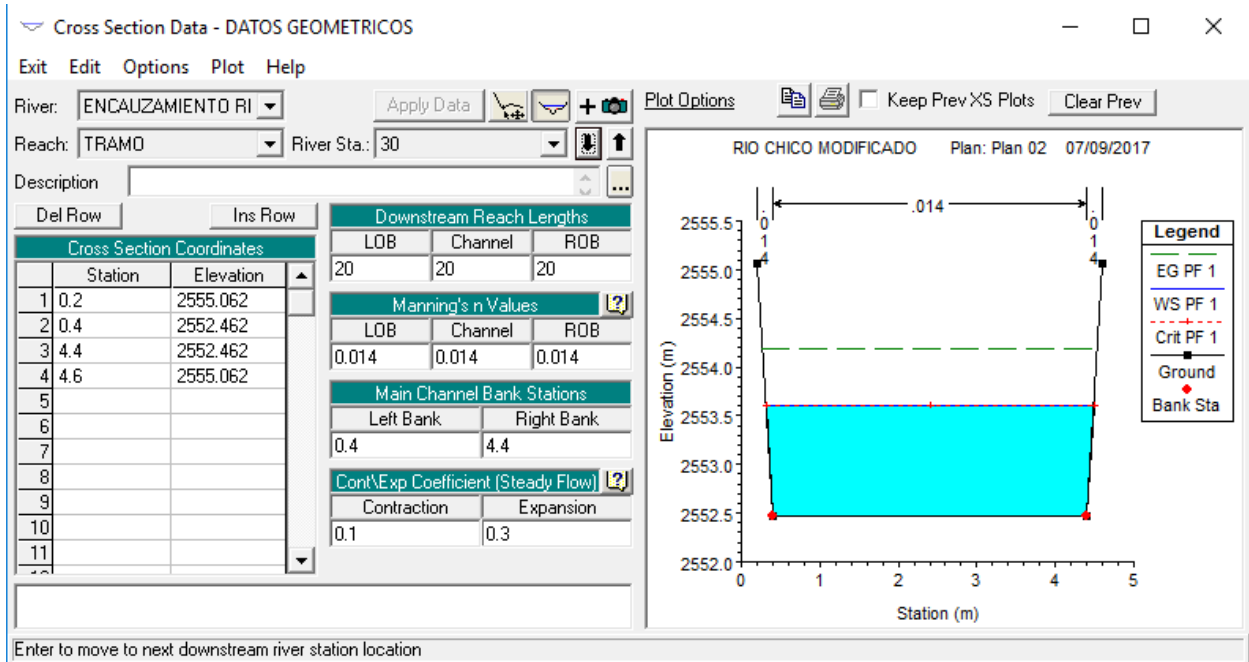 Cross Section Data - DATOS GEOMETRICOS
Exit Edit Options Plot Help
River: ENCAUZAMIENTO RI Apply Data
Reach: TRAMO River Sta.: 30
Description ...
Del Row Ins Row
Cross Section Coordinates
Station Elevation
1 0.2 2555.062
2 0.4 2552.462
3 4.4 2552.462
4 4.6 2555.062
5
6
7
8
9
10
11
Downstream Reach Lengths
LOB Channel ROB
20 20 20
Manning's n Values
LOB Channel ROB
0.014 0.014 0.014
Main Channel Bank Stations
Left Bank Right Bank
0.4 4.4
Cont\Exp Coefficient (Steady Flow)
Contraction Expansion
0.1 0.3
Plot Options Keep Prev XS Plots Clear Prev
RIO CHICO MODIFICADO Plan: Plan 02 07/09/2017
.014 .014 .014
2555.5
2555.0
2554.5
2554.0
2553.5
2553.0
2552.5
2552.0
Elevation (m)
0 1 2 3 4 5
Station (m)
Legend
EG PF 1
WS PF 1
Crit PF 1
Ground
Bank Sta
Enter to move to next downstream river station location